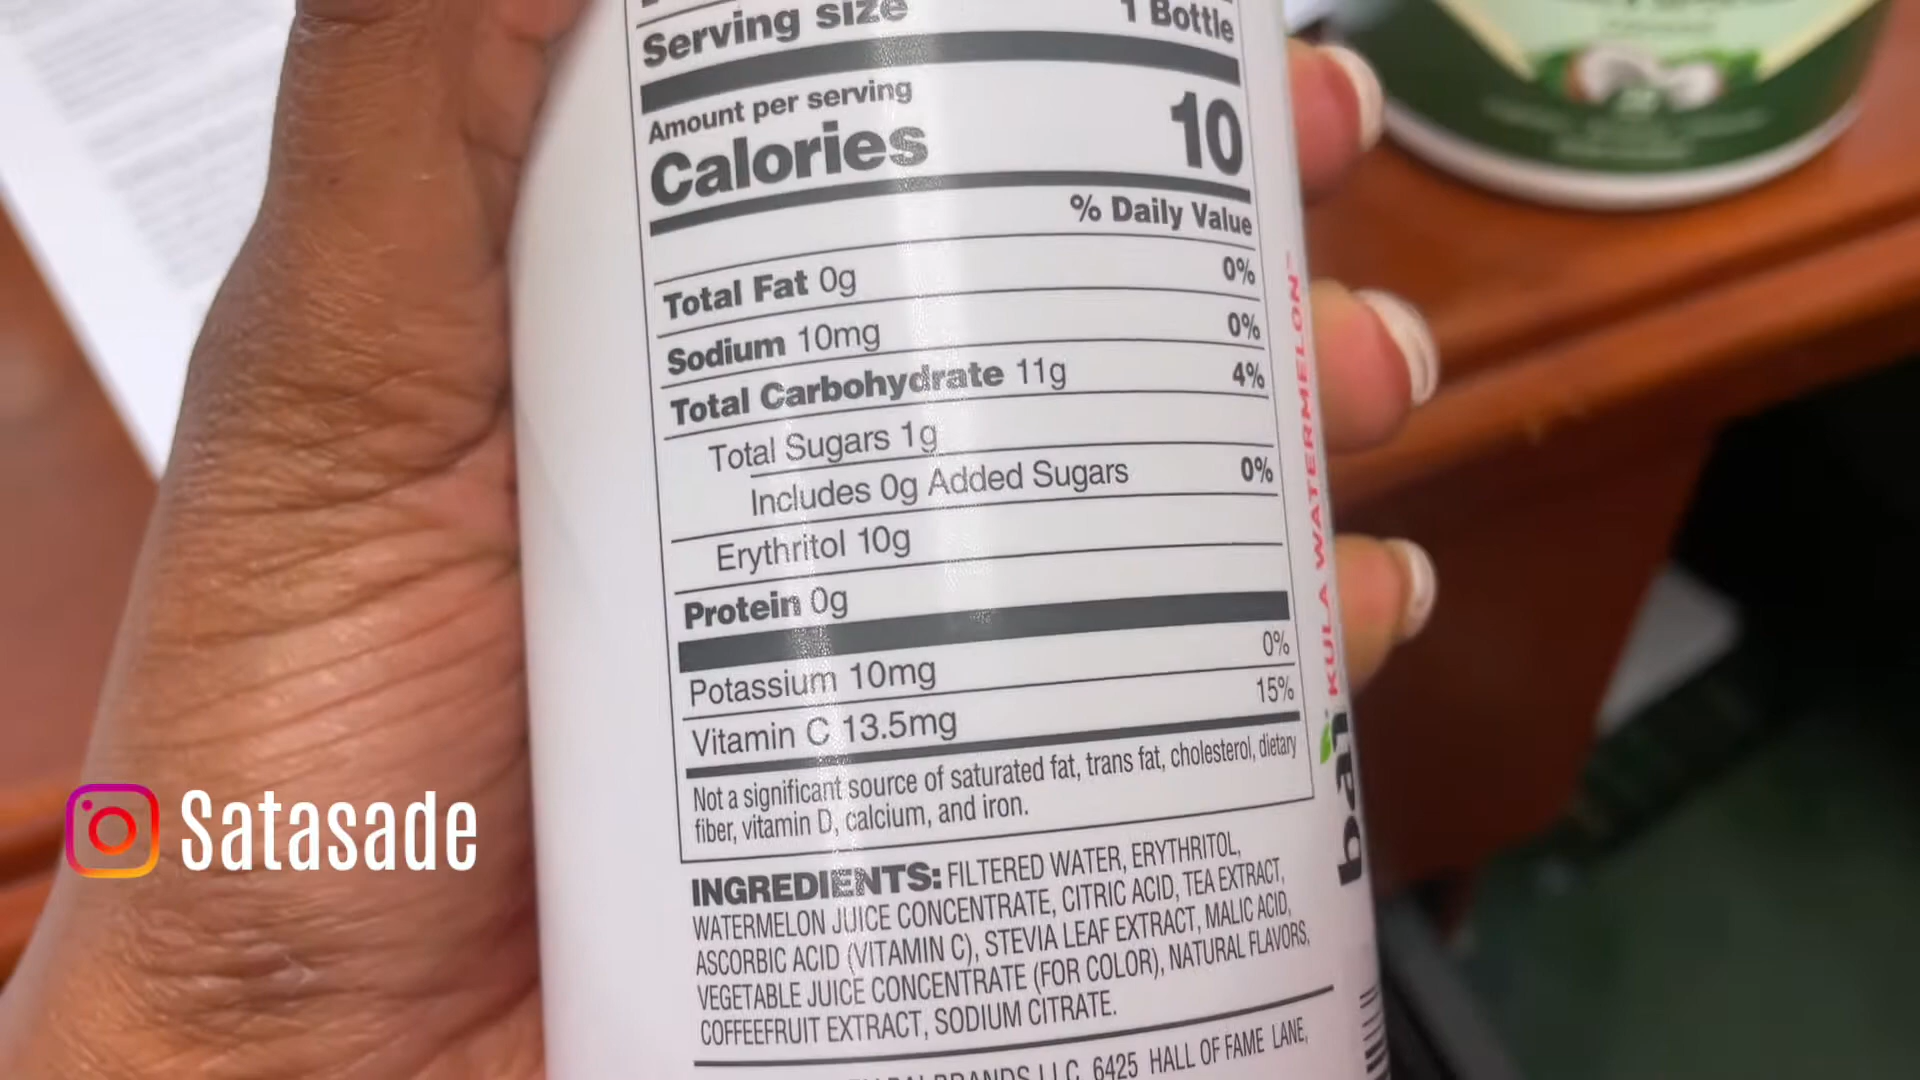 Serving size 1 Bottle
Amount per serving
Calories 10
% Daily Value
Total Fat 0g 0%
Sodium 10mg 0%
Total Carbohydrate 11g 4%
Total Sugars 1g
Includes 0g Added Sugars 0%
Erythritol 10g
Protein 0g
Potassium 10mg 0%
Vitamin C 13.5mg 15%
Not a significant source of saturated fat, trans fat, cholesterol, dietary
fiber, vitamin D, calcium, and iron.
INGREDIENTS: FILTERED WATER, ERYTHRITOL,
WATERMELON JUICE CONCENTRATE, CITRIC ACID, TEA EXTRACT,
ASCORBIC ACID (VITAMIN C), STEVIA LEAF EXTRACT, MALIC ACID,
VEGETABLE JUICE CONCENTRATE (FOR COLOR), NATURAL FLAVORS,
COFFEEFRUIT EXTRACT, SODIUM CITRATE.
BRANDS LLC, 6425 HALL OF FAME LANE,
bai
KULA WATERMELON™
Satasade